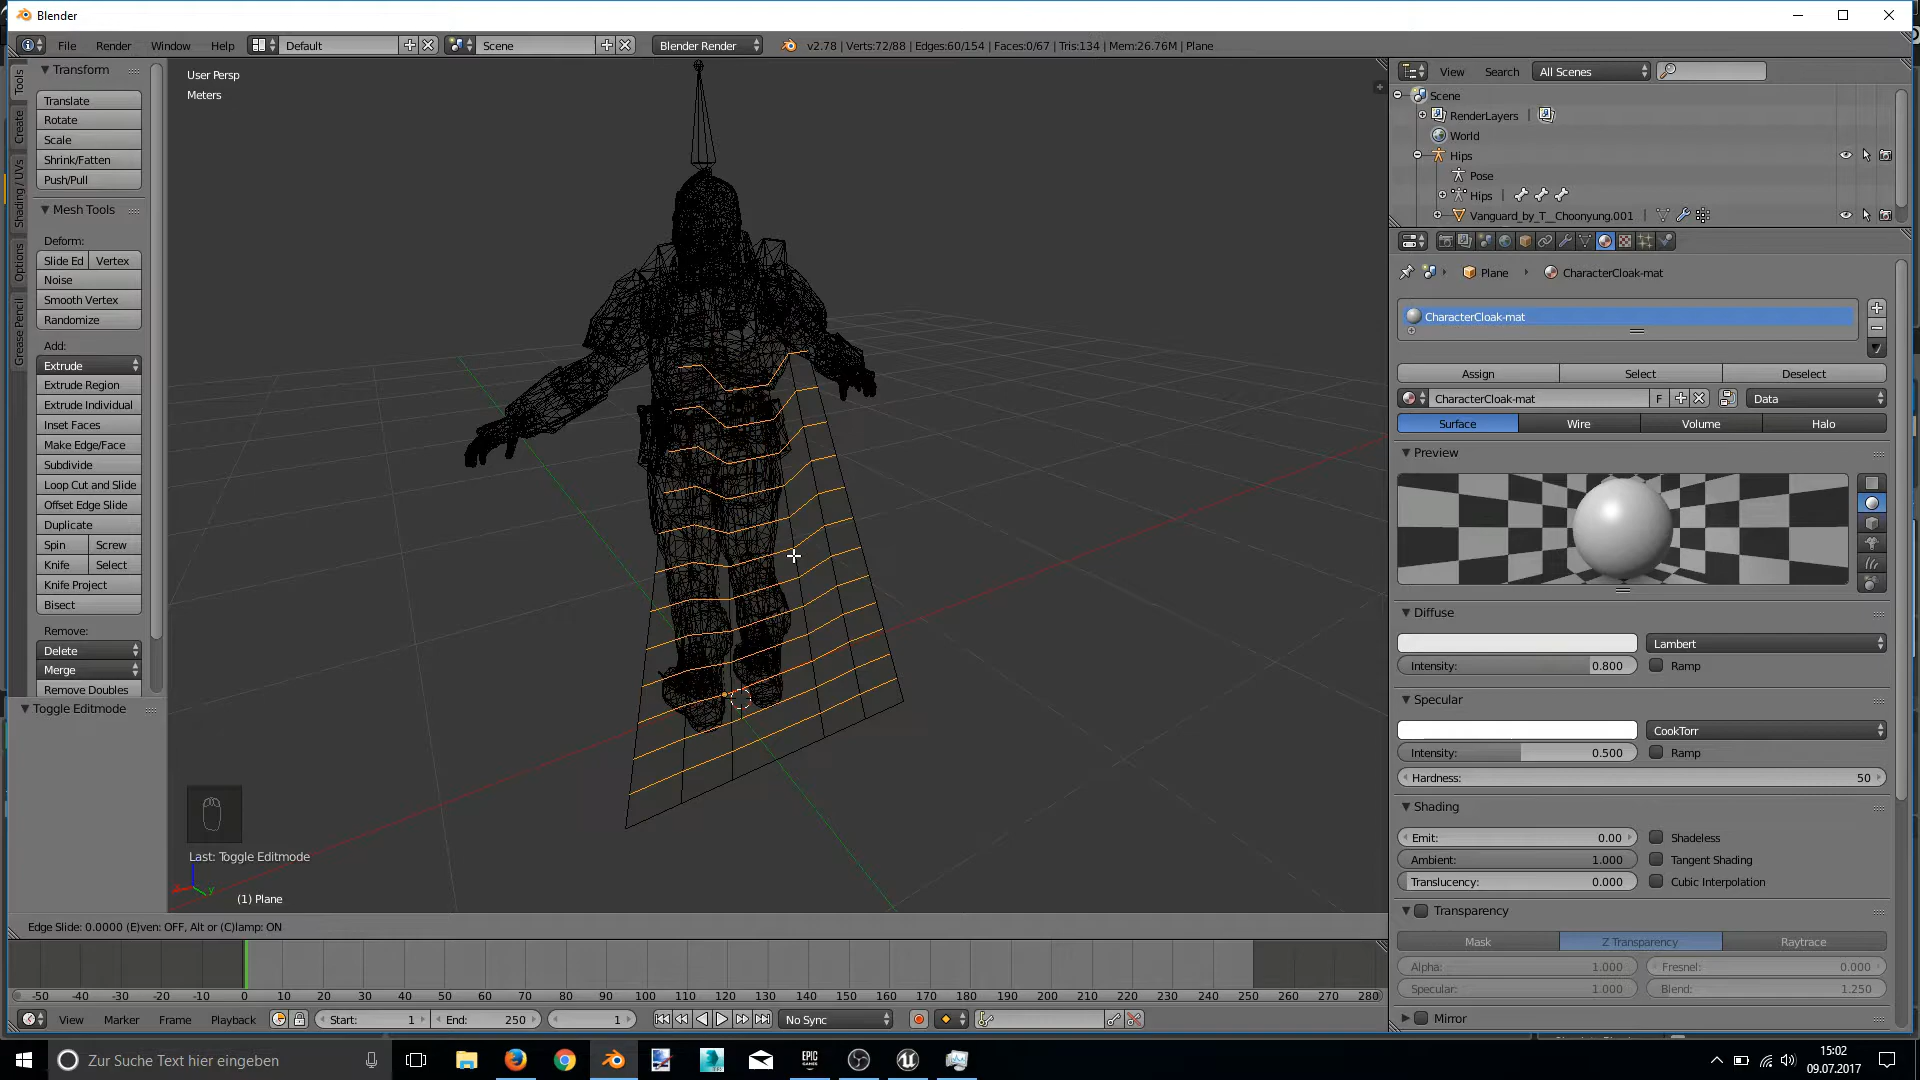 Blender
File Render Window Help Default Scene Blender Render v2.78 | Verts:72/88 | Edges:60/154 | Faces:0/67 | Tris:134 | Mem:26.76M | Plane
Tools
Create
Shading / UVs
Options
Grease Pencil
Transform
Translate
Rotate
Scale
Shrink/Fatten
Push/Pull
Mesh Tools
Deform:
Slide Ed Vertex
Noise
Smooth Vertex
Randomize
Add:
Extrude
Extrude Region
Extrude Individual
Inset Faces
Make Edge/Face
Subdivide
Loop Cut and Slide
Offset Edge Slide
Duplicate
Spin Screw
Knife Select
Knife Project
Bisect
Remove:
Delete
Merge
Remove Doubles
Toggle Editmode
User Persp
Meters
Last: Toggle Editmode
(1) Plane
Edge Slide: 0.0000 (E)ven: OFF, Alt or (C)lamp: ON
View Search All Scenes
Scene
RenderLayers
World
Hips
Pose
Hips
Vanguard_by_T__Choonyung.001
Plane CharacterCloak-mat
CharacterCloak-mat
Assign Select Deselect
CharacterCloak-mat F Data
Surface Wire Volume Halo
Preview
Diffuse
Lambert
Intensity: 0.800 Ramp
Specular
CookTorr
Intensity: 0.500 Ramp
Hardness: 50
Shading
Emit: 0.00 Shadeless
Ambient: 1.000 Tangent Shading
Translucency: 0.000 Cubic Interpolation
Transparency
Mask Z Transparency Raytrace
Alpha: 1.000 Fresnel: 0.000
Specular: 1.000 Blend: 1.250
Mirror
-50 -40 -30 -20 -10 0 10 20 30 40 50 60 70 80 90 100 110 120 130 140 150 160 170 180 190 200 210 220 230 240 250 260 270 280
View Marker Frame Playback Start: 1 End: 250 1 No Sync
Zur Suche Text hier eingeben
EPIC
GAMES
15:02
09.07.2017